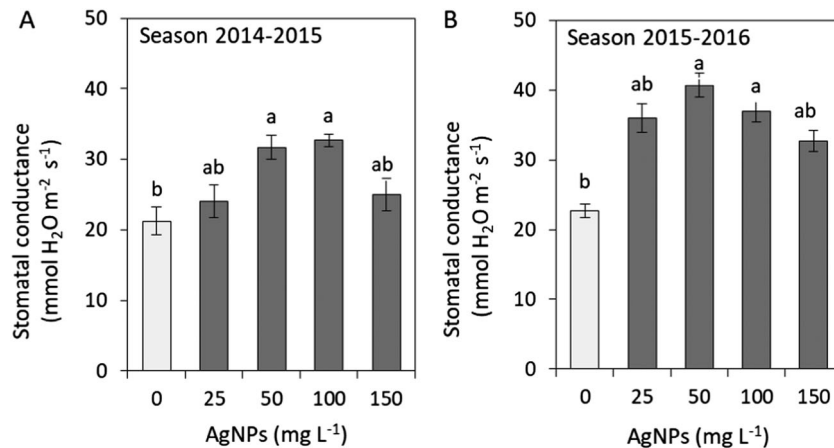 A
Season 2014-2015
Stomatal conductance
(mmol H₂O m⁻² s⁻¹)
50
40
30
20
10
0
b
ab
a
a
ab
0 25 50 100 150
AgNPs (mg L⁻¹)
B
Season 2015-2016
Stomatal conductance
(mmol H₂O m⁻² s⁻¹)
50
40
30
20
10
0
b
ab
a
a
ab
0 25 50 100 150
AgNPs (mg L⁻¹)